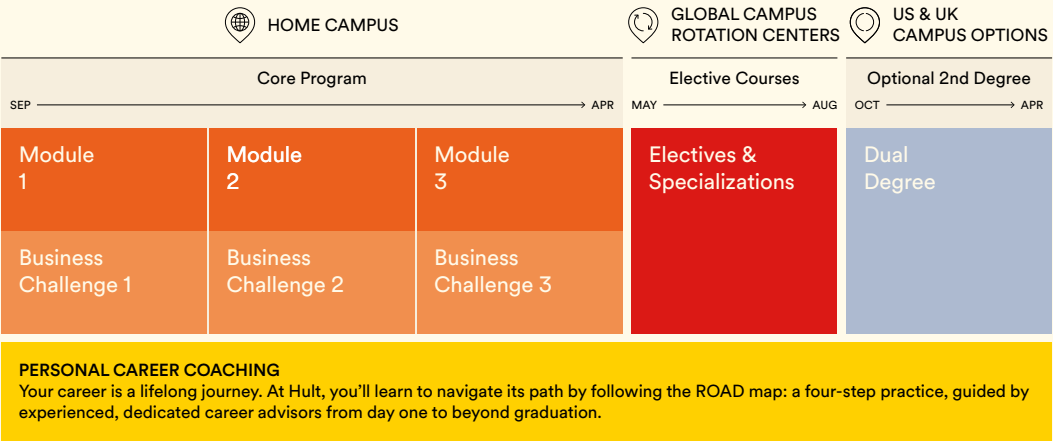 HOME CAMPUS
GLOBAL CAMPUS
ROTATION CENTERS
US & UK
CAMPUS OPTIONS
Core Program
Elective Courses
Optional 2nd Degree
SEP APR
MAY AUG
OCT APR
Module
1
Module
2
Module
3
Electives &
Specializations
Dual
Degree
Business
Challenge 1
Business
Challenge 2
Business
Challenge 3
PERSONAL CAREER COACHING
Your career is a lifelong journey. At Hult, you’ll learn to navigate its path by following the ROAD map: a four-step practice, guided by
experienced, dedicated career advisors from day one to beyond graduation.